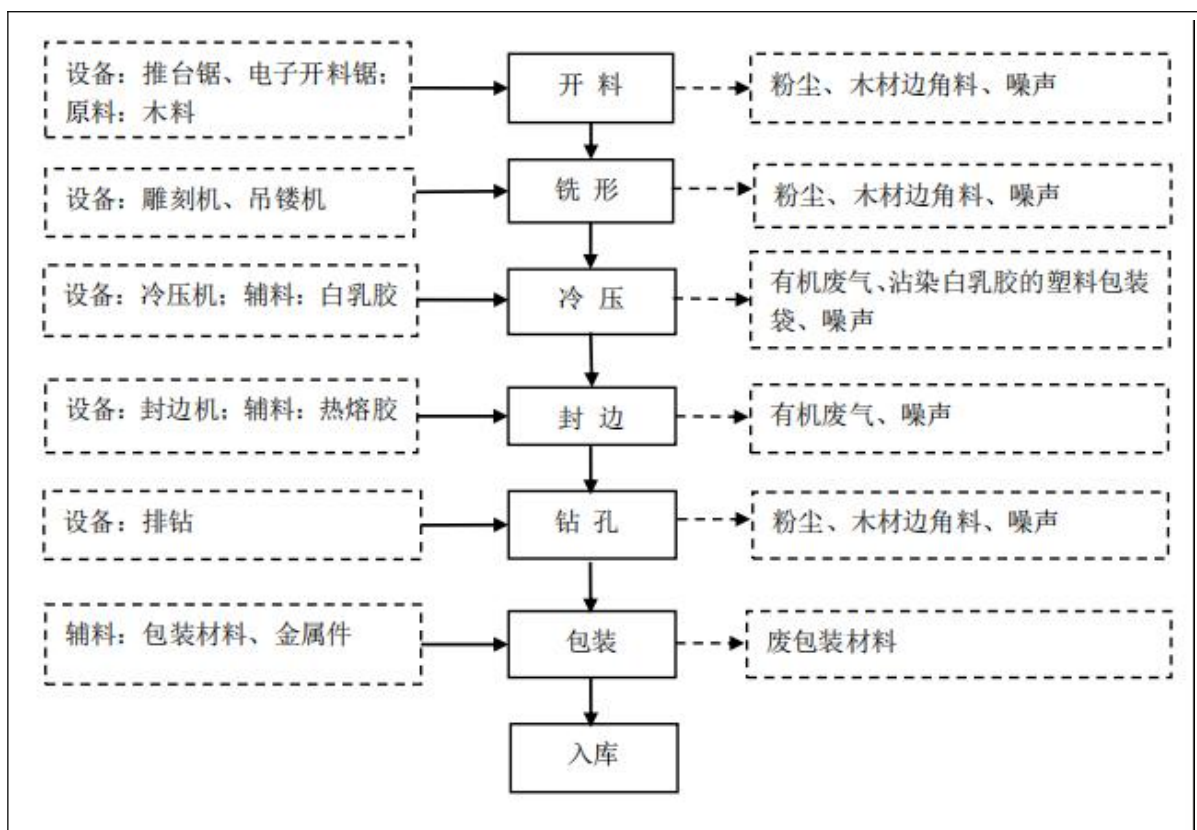 设备：推台锯、电子开料锯；
原料：木料
开 料
粉尘、木材边角料、噪声
设备：雕刻机、吊镂机
铣 形
粉尘、木材边角料、噪声
设备：冷压机；辅料：白乳胶
冷 压
有机废气、沾染白乳胶的塑料包装
袋、噪声
设备：封边机；辅料：热熔胶
封 边
有机废气、噪声
设备：排钻
钻 孔
粉尘、木材边角料、噪声
辅料：包装材料、金属件
包装
废包装材料
入库